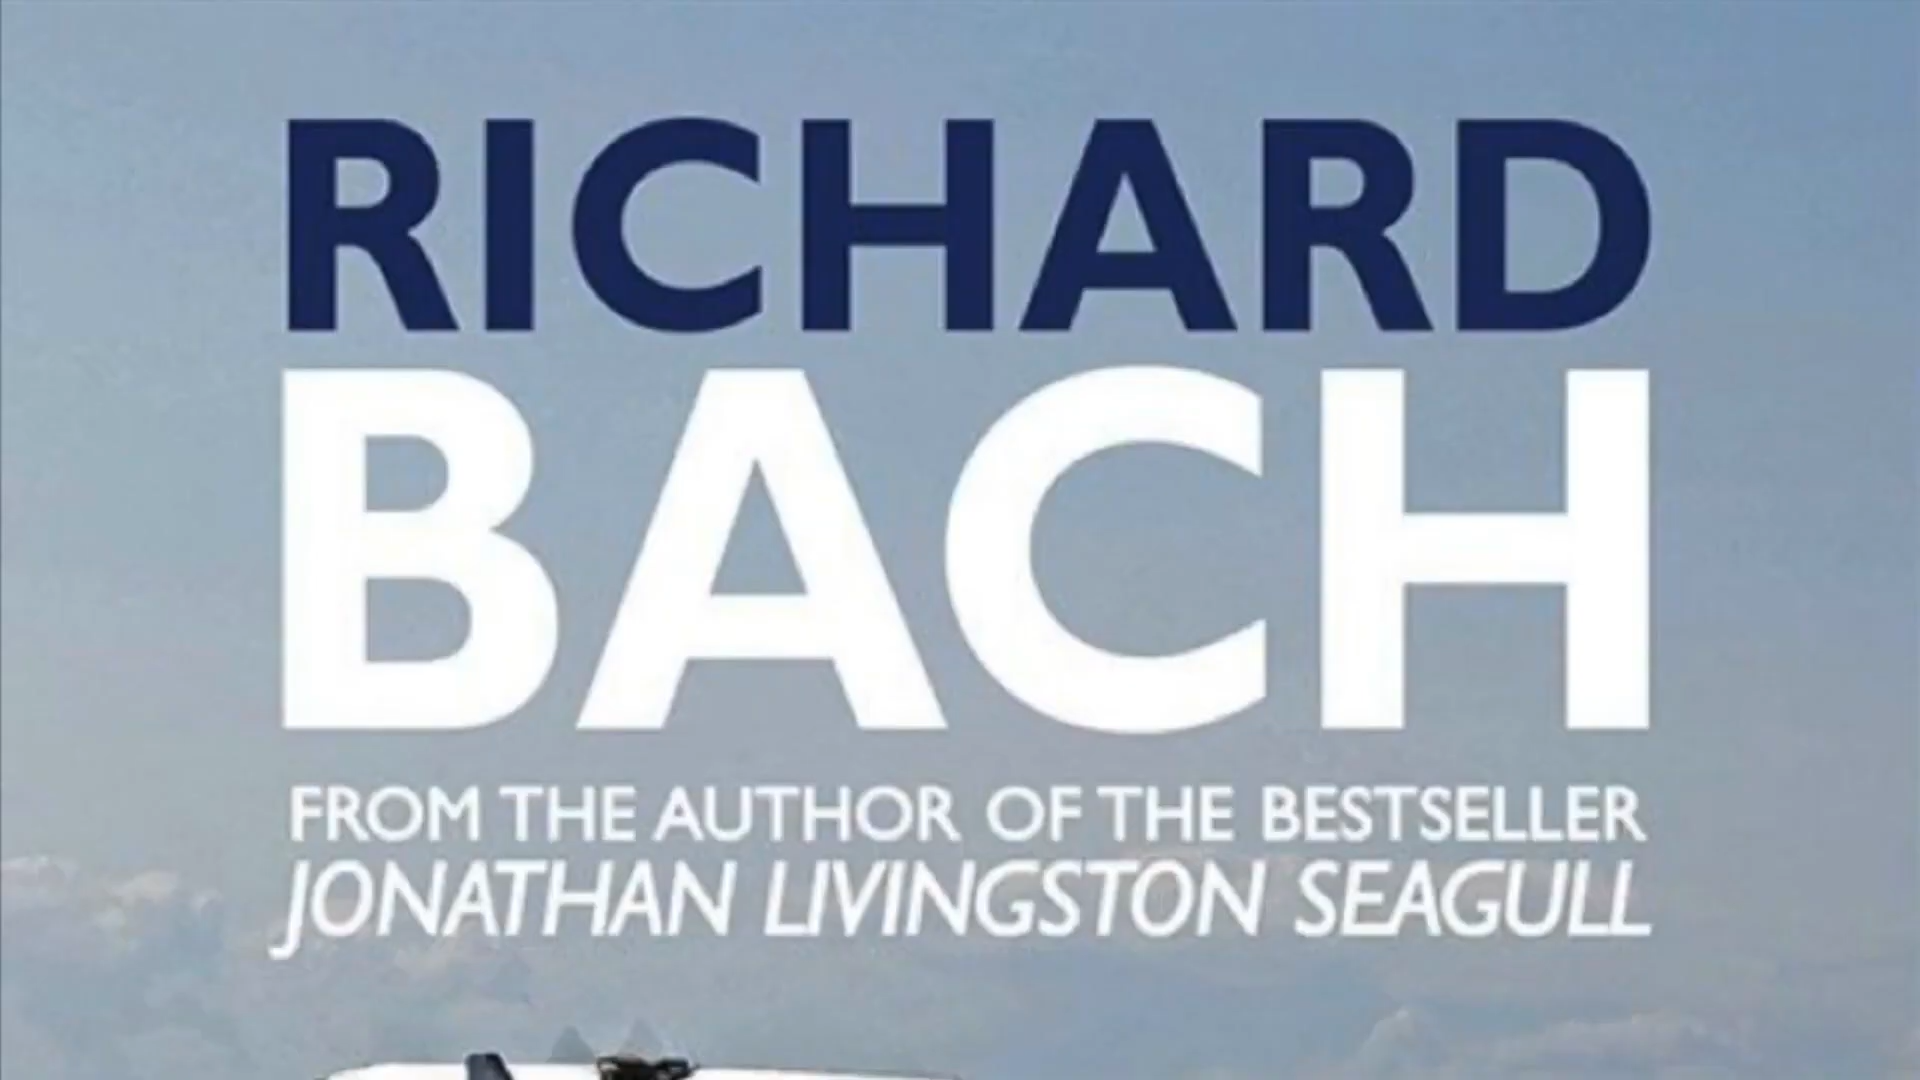 RICHARD
BACH
FROM THE AUTHOR OF THE BESTSELLER
JONATHAN LIVINGSTON SEAGULL